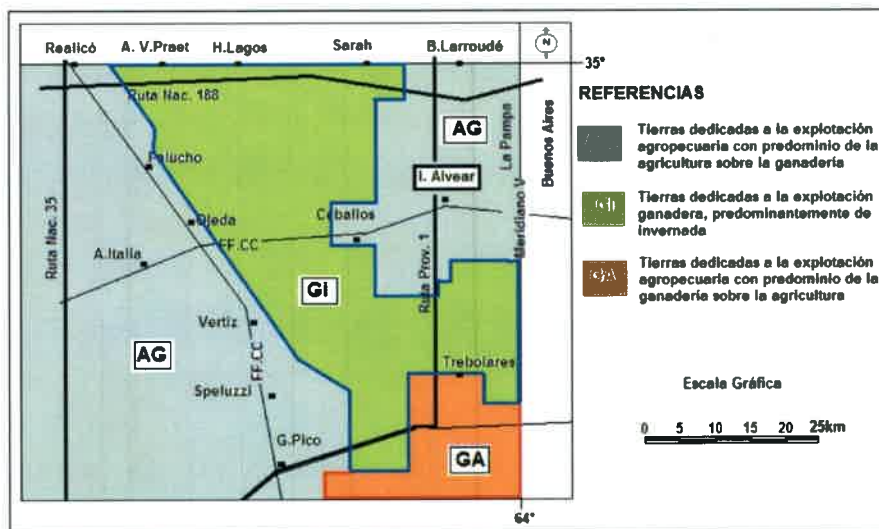 Realicó A. V.Praet H.Lagos Sarah B.Larroudé N
35°
Ruta Nac. 188
AG
La Pampa
Buenos Aires
Falucho
I. Alvear
Ojeda
Ceballos
Meridiano V
Ruta Nac. 35
FF.CC
A.Italia
GI
Ruta Prov. 1
Vertiz
AG
FF.CC
Trebolares
Speluzzi
G.Pico
GA
64°
REFERENCIAS
Tierras dedicadas a la explotación
agropecuaria con predominio de la
agricultura sobre la ganadería
GI
Tierras dedicadas a la explotación
ganadera, predominantemente de
invernada
GA
Tierras dedicadas a la explotación
agropecuaria con predominio de la
ganadería sobre la agricultura
Escala Gráfica
0 5 10 15 20 25km